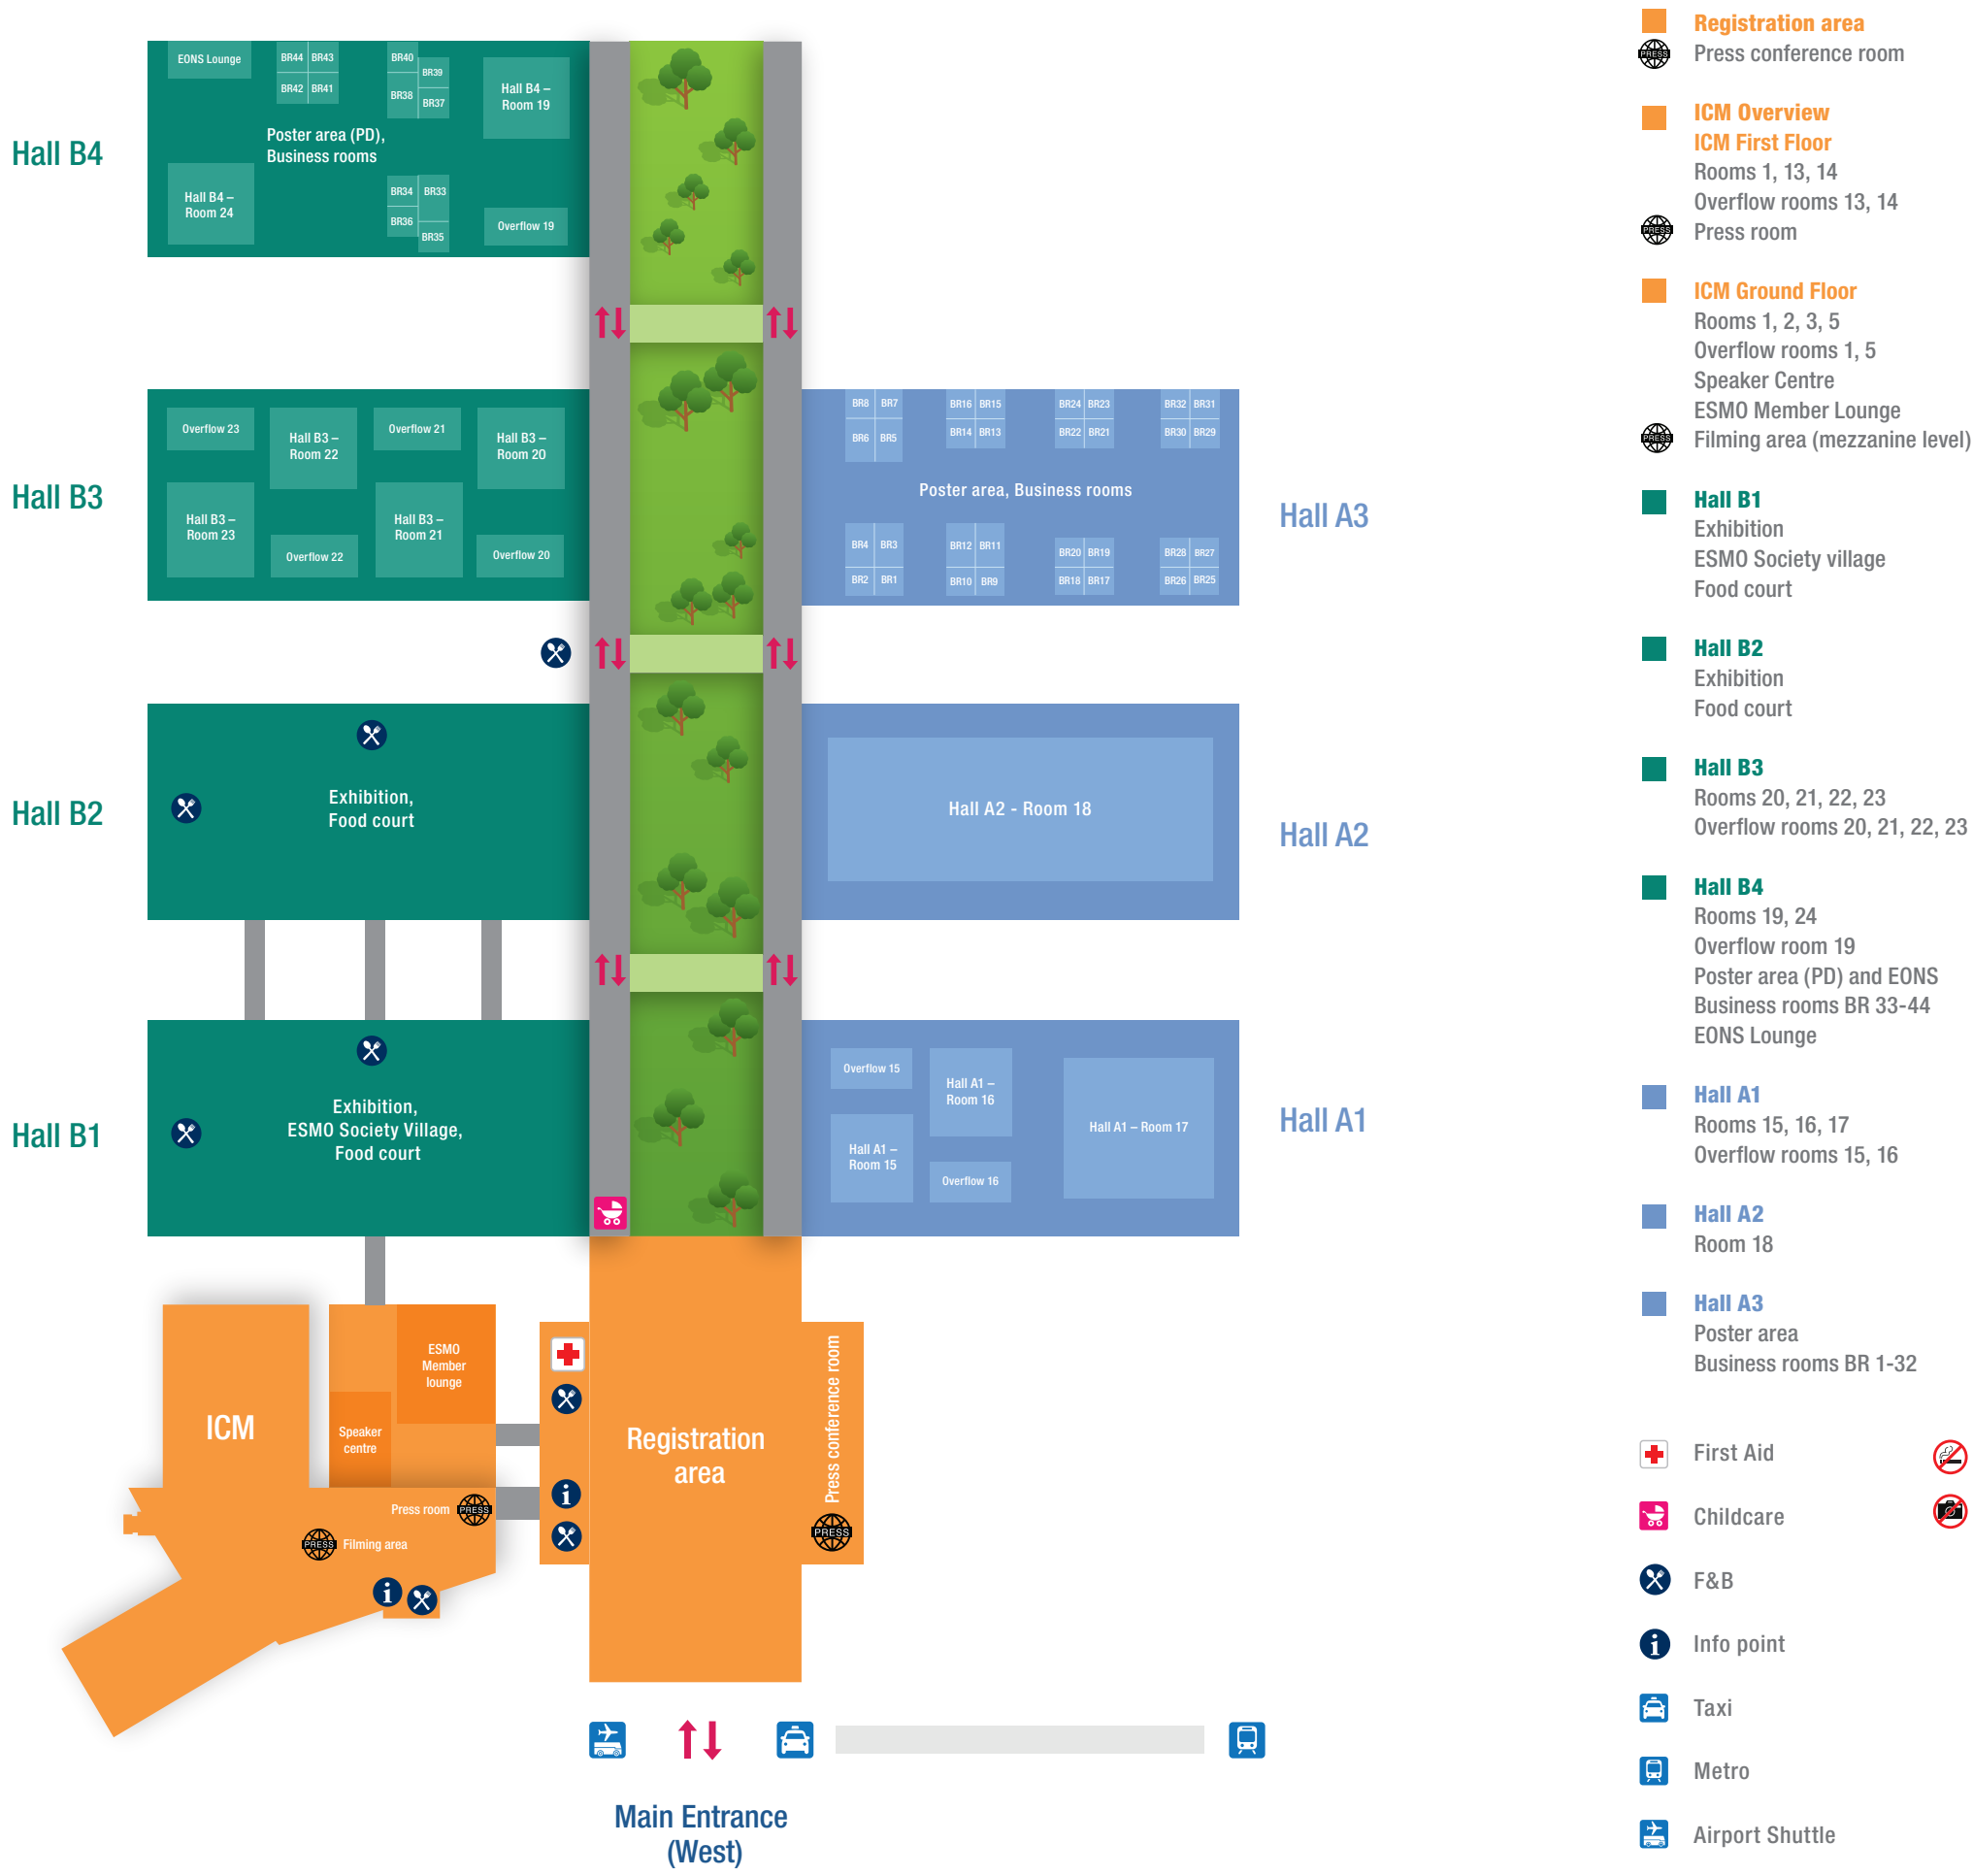 Hall B4
EONS Lounge
BR44 BR43
BR42 BR41
BR40
BR39
BR38
BR37
Hall B4 –
Room 19
Poster area (PD),
Business rooms
Hall B4 –
Room 24
BR34 BR33
BR36
BR35
Overflow 19
Hall B3
Overflow 23
Hall B3 –
Room 22
Overflow 21
Hall B3 –
Room 20
Hall B3 –
Room 23
Overflow 22
Hall B3 –
Room 21
Overflow 20
BR8 BR7
BR6 BR5
BR16 BR15
BR14 BR13
BR24 BR23
BR22 BR21
BR32 BR31
BR30 BR29
Poster area, Business rooms
BR4 BR3
BR2 BR1
BR12 BR11
BR10 BR9
BR20 BR19
BR18 BR17
BR28 BR27
BR26 BR25
Hall A3
Hall B2
Exhibition,
Food court
Hall A2 - Room 18
Hall A2
Hall B1
Exhibition,
ESMO Society Village,
Food court
Overflow 15
Hall A1 –
Room 16
Hall A1 –
Room 15
Overflow 16
Hall A1 – Room 17
Hall A1
ICM
ESMO
Member
lounge
Speaker
centre
Press room
PRESS
PRESS
Filming area
i
i
Registration
area
Press conference room
PRESS
Main Entrance
(West)
Registration area
PRESS
Press conference room
ICM Overview
ICM First Floor
Rooms 1, 13, 14
Overflow rooms 13, 14
PRESS
Press room
ICM Ground Floor
Rooms 1, 2, 3, 5
Overflow rooms 1, 5
Speaker Centre
ESMO Member Lounge
PRESS
Filming area (mezzanine level)
Hall B1
Exhibition
ESMO Society village
Food court
Hall B2
Exhibition
Food court
Hall B3
Rooms 20, 21, 22, 23
Overflow rooms 20, 21, 22, 23
Hall B4
Rooms 19, 24
Overflow room 19
Poster area (PD) and EONS
Business rooms BR 33-44
EONS Lounge
Hall A1
Rooms 15, 16, 17
Overflow rooms 15, 16
Hall A2
Room 18
Hall A3
Poster area
Business rooms BR 1-32
First Aid
Childcare
F&B
i
Info point
Taxi
Metro
Airport Shuttle